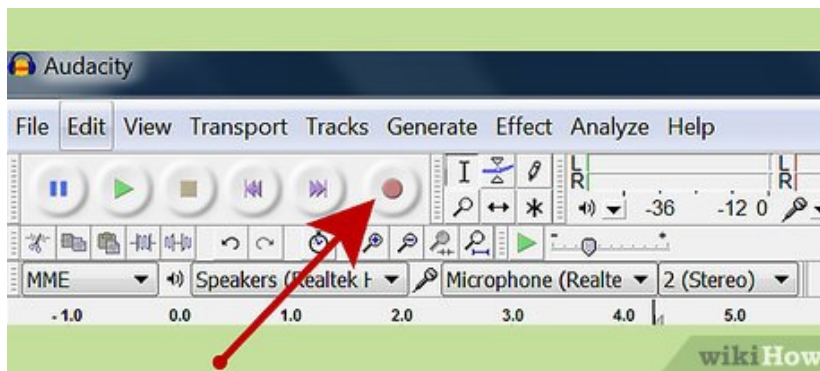 Audacity
File Edit View Transport Tracks Generate Effect Analyze Help
L
R
L
R
-36 -12 0
MME Speakers (Realtek H Microphone (Realte 2 (Stereo)
-1.0 0.0 1.0 2.0 3.0 4.0 5.0
wikiHow